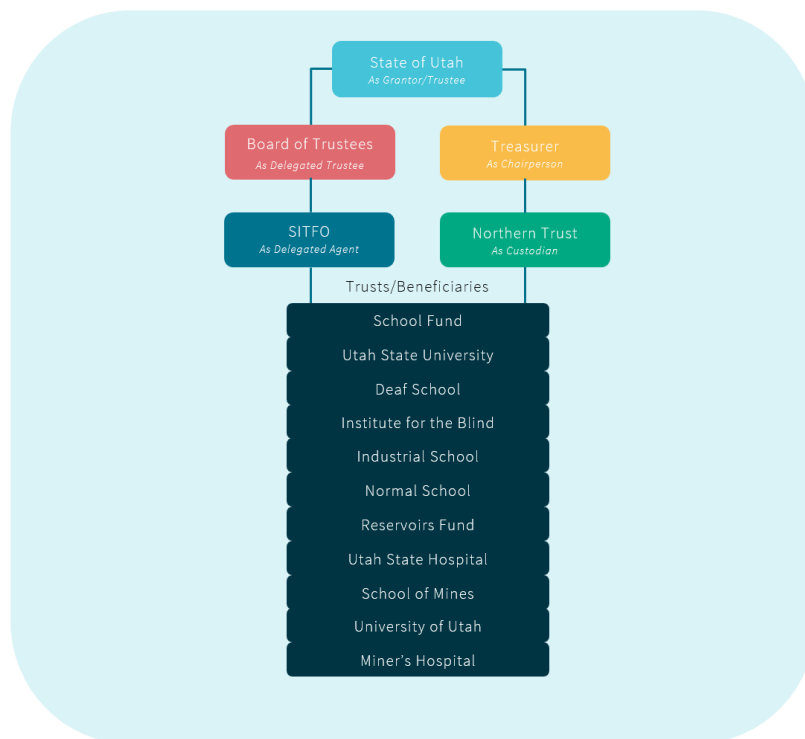 State of Utah
As Grantor/Trustee
Board of Trustees
As Delegated Trustee
Treasurer
As Chairperson
SITFO
As Delegated Agent
Northern Trust
As Custodian
Trusts/Beneficiaries
School Fund
Utah State University
Deaf School
Institute for the Blind
Industrial School
Normal School
Reservoirs Fund
Utah State Hospital
School of Mines
University of Utah
Miner's Hospital